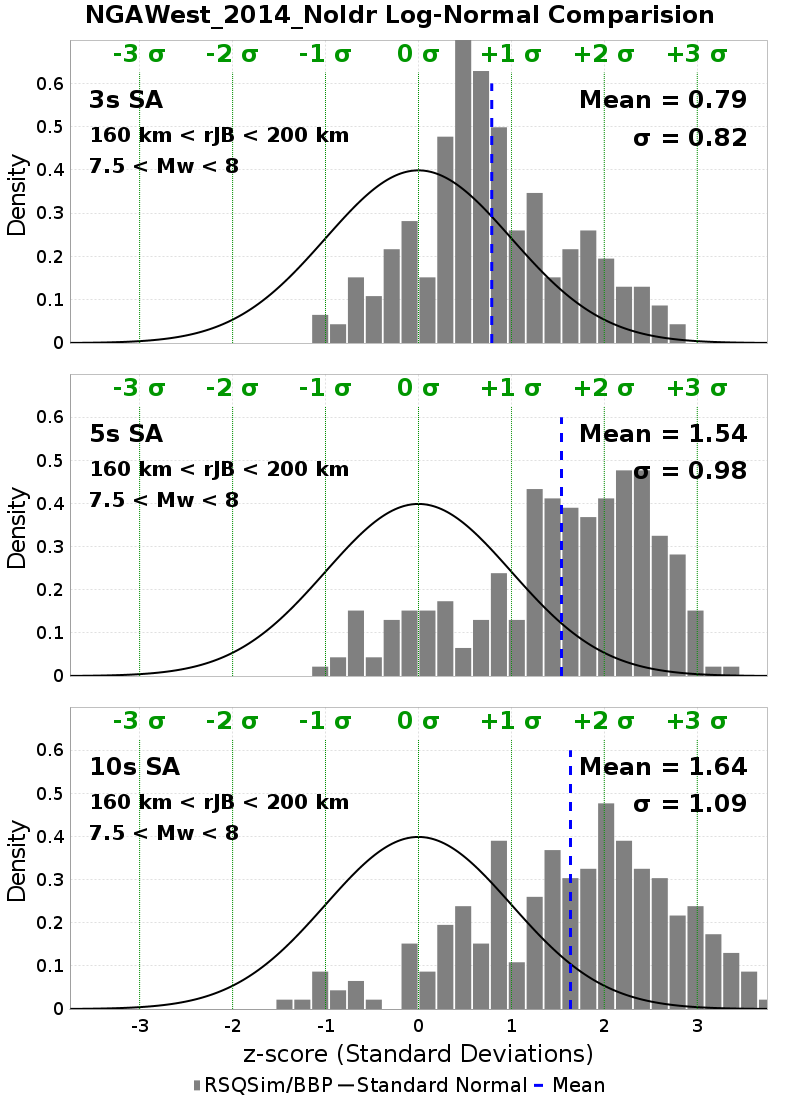 NGAWest_2014_NoIdr Log-Normal Comparision
-3 σ -2 σ -1 σ 0 σ +1 σ +2 σ +3 σ
3s SA
160 km < rJB < 200 km
7.5 < Mw < 8
Mean = 0.79
σ = 0.82
Density
0.6
0.5
0.4
0.3
0.2
0.1
0
-3 σ -2 σ -1 σ 0 σ +1 σ +2 σ +3 σ
5s SA
160 km < rJB < 200 km
7.5 < Mw < 8
Mean = 1.54
σ = 0.98
Density
0.6
0.5
0.4
0.3
0.2
0.1
0
-3 σ -2 σ -1 σ 0 σ +1 σ +2 σ +3 σ
10s SA
160 km < rJB < 200 km
7.5 < Mw < 8
Mean = 1.64
σ = 1.09
Density
0.6
0.5
0.4
0.3
0.2
0.1
0
-3 -2 -1 0 1 2 3
z-score (Standard Deviations)
RSQSim/BBP Standard Normal Mean